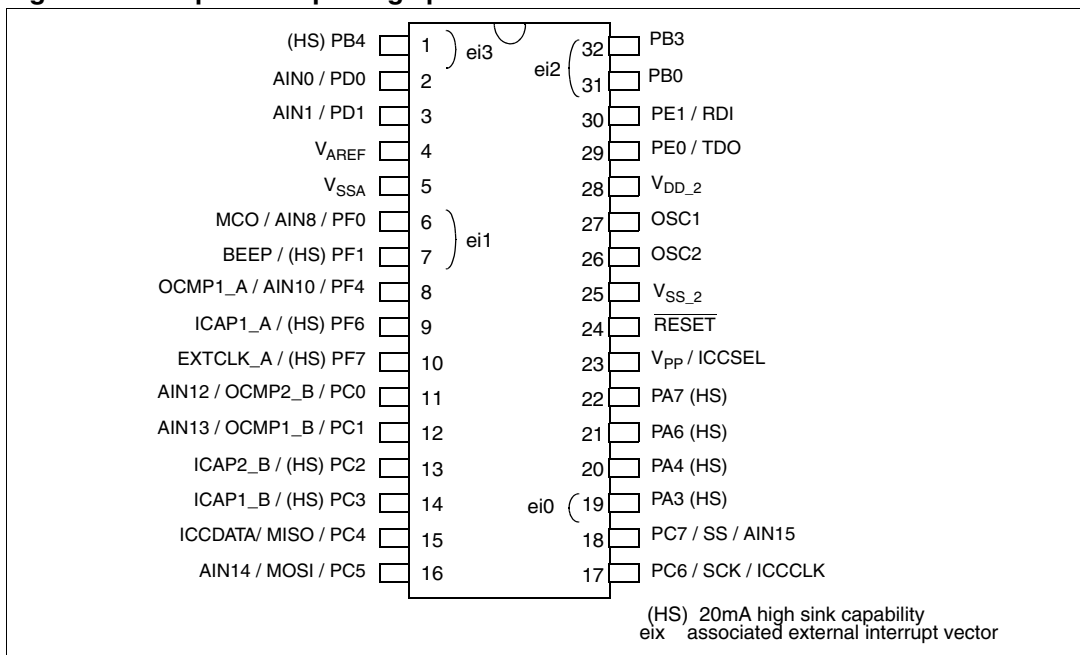 (HS) PB4
AIN0 / PD0
AIN1 / PD1
VAREF
VSSA
MCO / AIN8 / PF0
BEEP / (HS) PF1
OCMP1_A / AIN10 / PF4
ICAP1_A / (HS) PF6
EXTCLK_A / (HS) PF7
AIN12 / OCMP2_B / PC0
AIN13 / OCMP1_B / PC1
ICAP2_B / (HS) PC2
ICAP1_B / (HS) PC3
ICCDATA/ MISO / PC4
AIN14 / MOSI / PC5
1
2
3
4
5
6
7
8
9
10
11
12
13
14
15
16
ei3
ei1
ei2
ei0
32
31
30
29
28
27
26
25
24
23
22
21
20
19
18
17
PB3
PB0
PE1 / RDI
PE0 / TDO
VDD_2
OSC1
OSC2
VSS_2
RESET
VPP / ICCSEL
PA7 (HS)
PA6 (HS)
PA4 (HS)
PA3 (HS)
PC7 / SS / AIN15
PC6 / SCK / ICCCLK
(HS) 20mA high sink capability
eix associated external interrupt vector